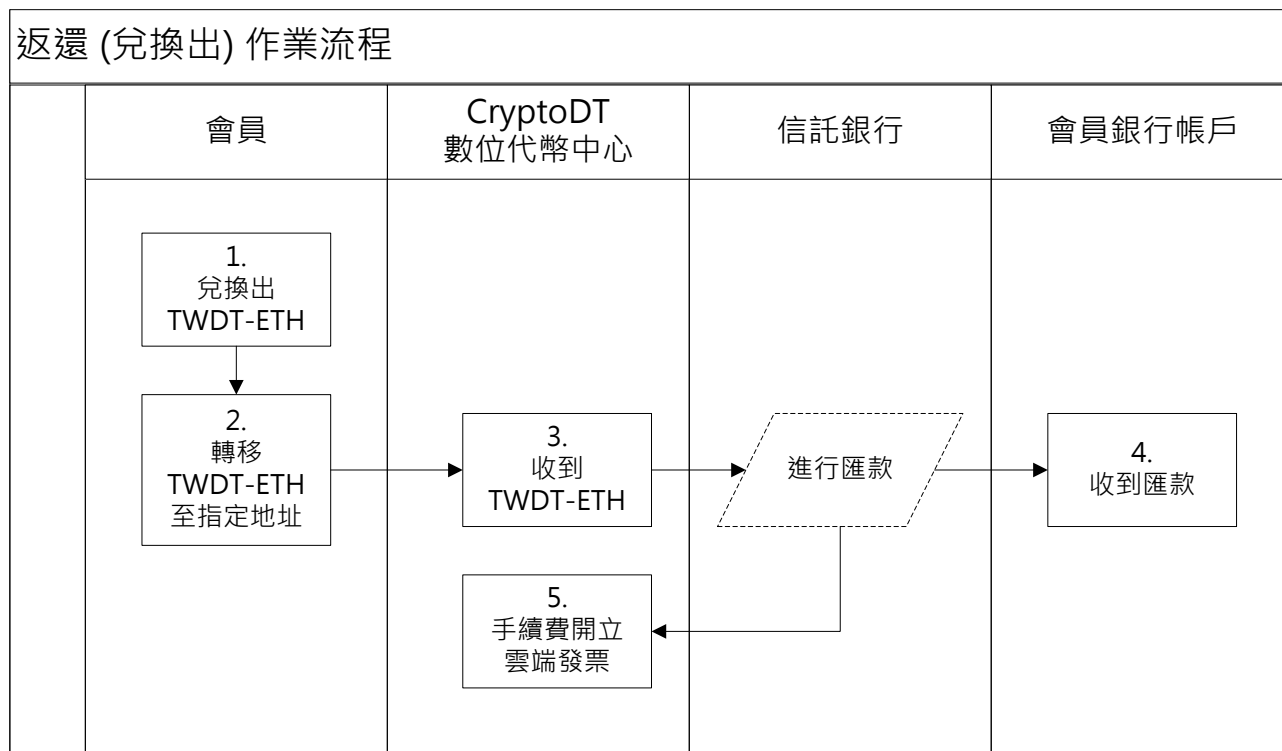 返還 (兌換出) 作業流程
會員
CryptoDT
數位代幣中心
信託銀行
會員銀行帳戶
1.
兌換出
TWDT-ETH
2.
轉移
TWDT-ETH
至指定地址
3.
收到
TWDT-ETH
進行匯款
4.
收到匯款
5.
手續費開立
雲端發票